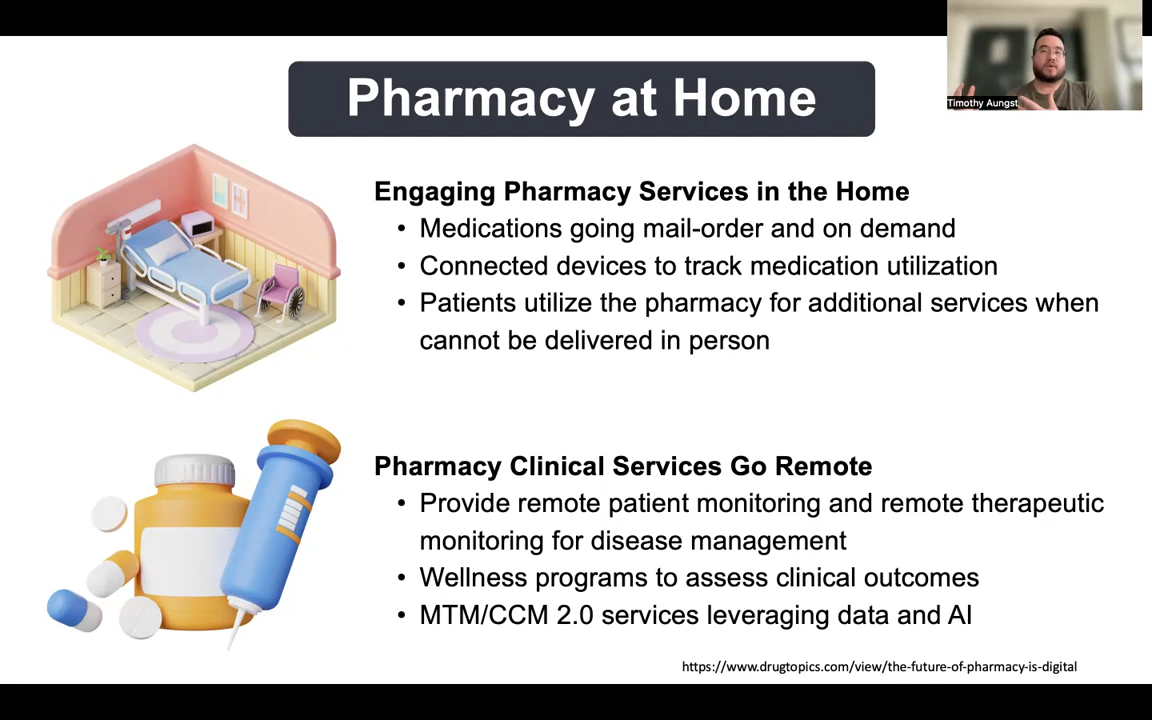 Pharmacy at Home
Timothy Aungst
Engaging Pharmacy Services in the Home
• Medications going mail-order and on demand
• Connected devices to track medication utilization
• Patients utilize the pharmacy for additional services when
cannot be delivered in person
Pharmacy Clinical Services Go Remote
• Provide remote patient monitoring and remote therapeutic
monitoring for disease management
• Wellness programs to assess clinical outcomes
• MTM/CCM 2.0 services leveraging data and AI
https://www.drugtopics.com/view/the-future-of-pharmacy-is-digital